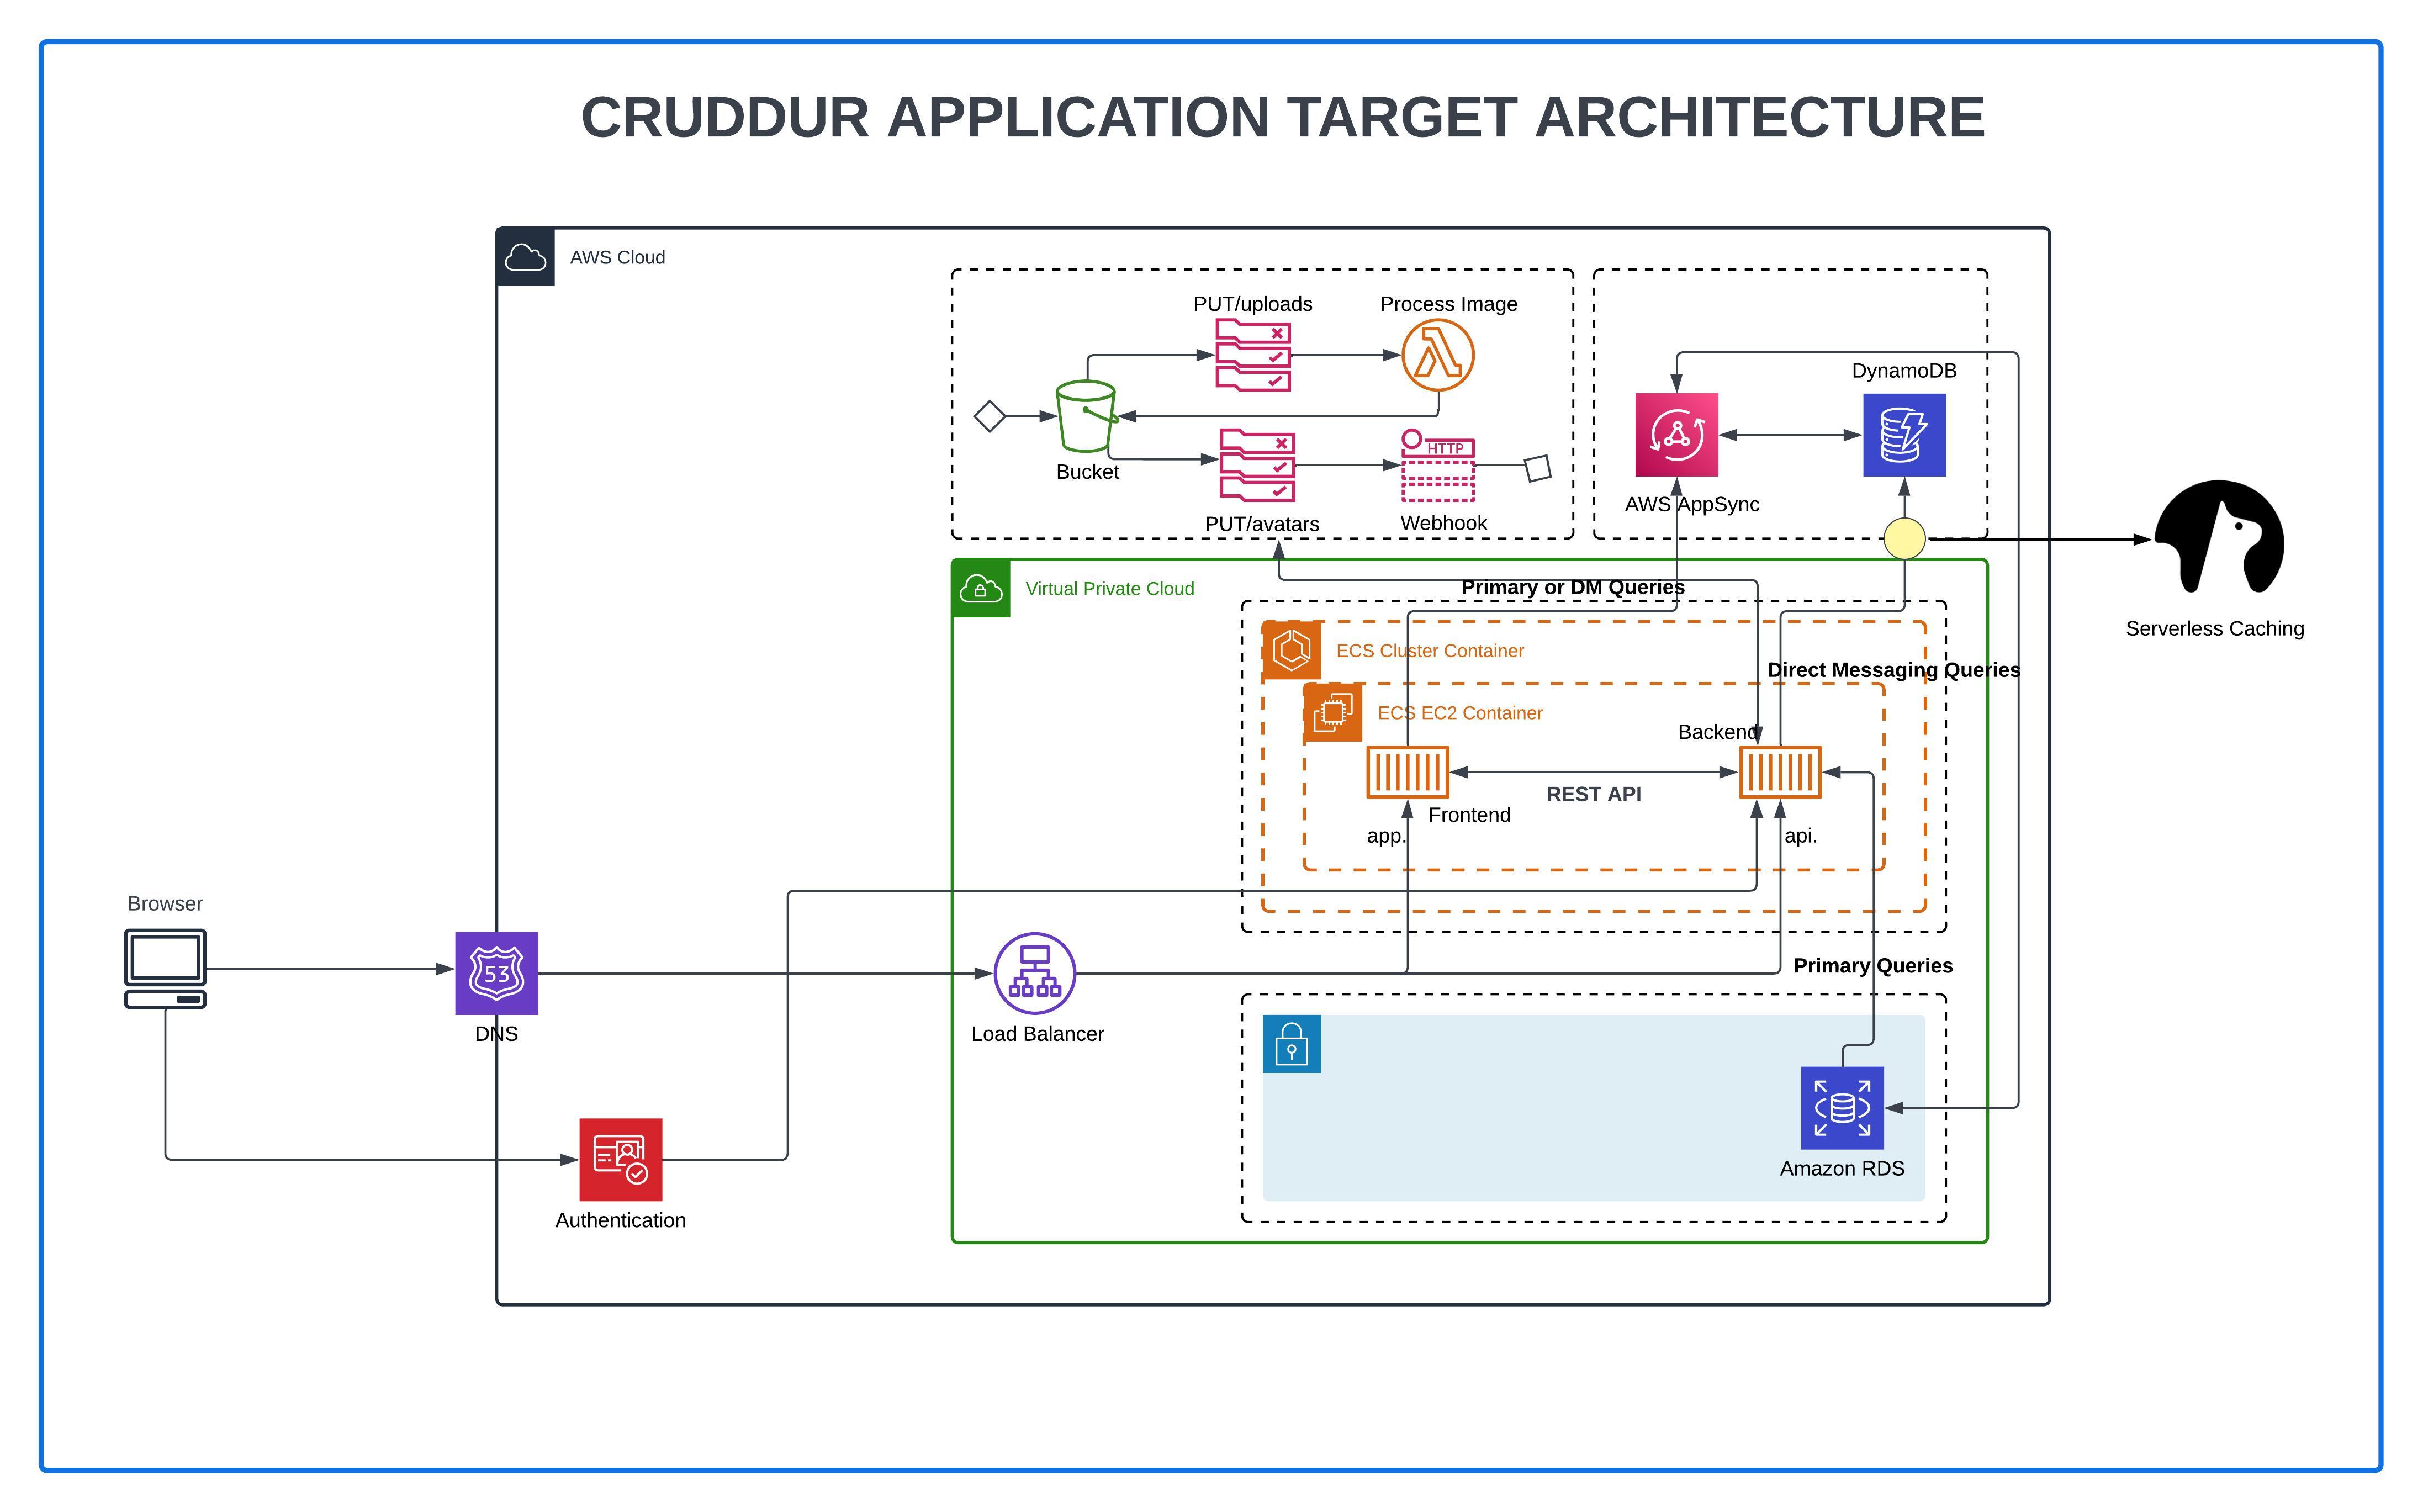 CRUDDUR APPLICATION TARGET ARCHITECTURE
AWS Cloud
PUT/uploads
Process Image
DynamoDB
HTTP
Bucket
PUT/avatars
Webhook
AWS AppSync
Virtual Private Cloud
Primary or DM Queries
Serverless Caching
ECS Cluster Container
Direct Messaging Queries
ECS EC2 Container
Backend
REST API
Frontend
app.
api.
Browser
53
DNS
Load Balancer
Primary Queries
Amazon RDS
Authentication